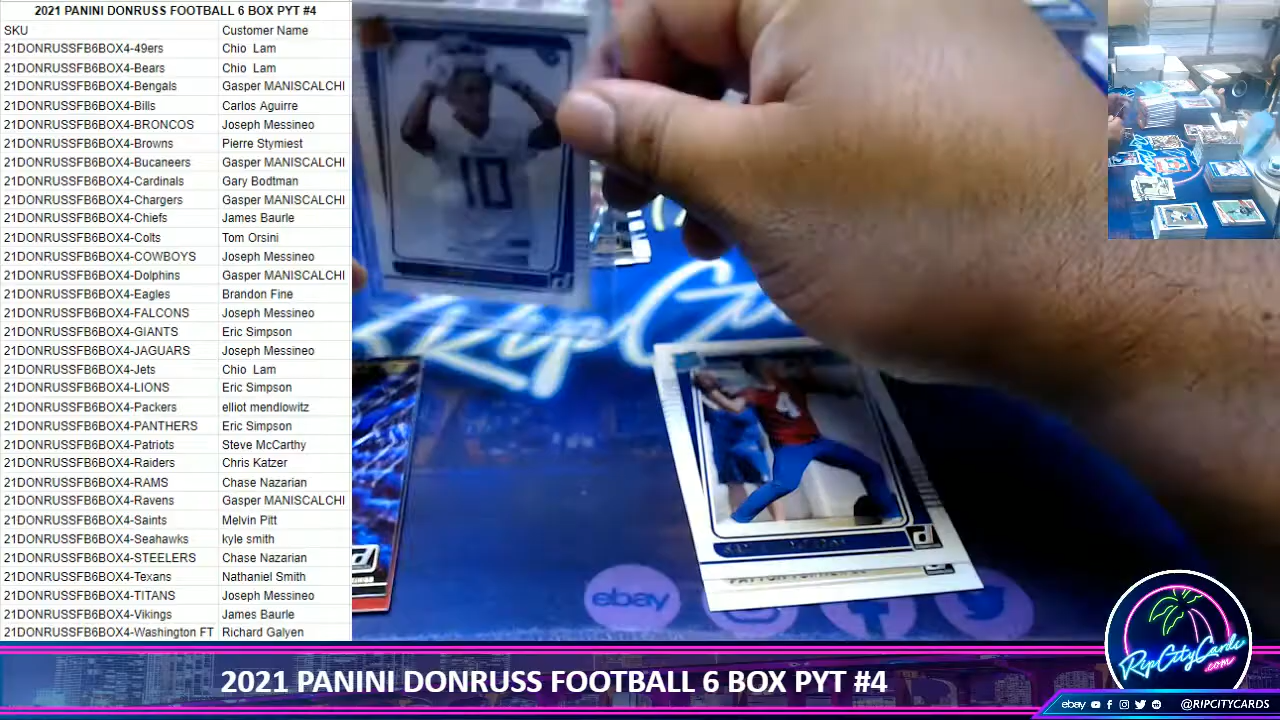 2021 PANINI DONRUSS FOOTBALL 6 BOX PYT #4
SKU Customer Name
21DONRUSSFB6BOX4-49ers Chio Lam
21DONRUSSFB6BOX4-Bears Chio Lam
21DONRUSSFB6BOX4-Bengals Gasper MANISCALCHI
21DONRUSSFB6BOX4-Bills Carlos Aguirre
21DONRUSSFB6BOX4-BRONCOS Joseph Messineo
21DONRUSSFB6BOX4-Browns Pierre Stymiest
21DONRUSSFB6BOX4-Bucaneers Gasper MANISCALCHI
21DONRUSSFB6BOX4-Cardinals Gary Bodtman
21DONRUSSFB6BOX4-Chargers Gasper MANISCALCHI
21DONRUSSFB6BOX4-Chiefs James Baurle
21DONRUSSFB6BOX4-Colts Tom Orsini
21DONRUSSFB6BOX4-COWBOYS Joseph Messineo
21DONRUSSFB6BOX4-Dolphins Gasper MANISCALCHI
21DONRUSSFB6BOX4-Eagles Brandon Fine
21DONRUSSFB6BOX4-FALCONS Joseph Messineo
21DONRUSSFB6BOX4-GIANTS Eric Simpson
21DONRUSSFB6BOX4-JAGUARS Joseph Messineo
21DONRUSSFB6BOX4-Jets Chio Lam
21DONRUSSFB6BOX4-LIONS Eric Simpson
21DONRUSSFB6BOX4-Packers elliot mendlowitz
21DONRUSSFB6BOX4-PANTHERS Eric Simpson
21DONRUSSFB6BOX4-Patriots Steve McCarthy
21DONRUSSFB6BOX4-Raiders Chris Katzer
21DONRUSSFB6BOX4-RAMS Chase Nazarian
21DONRUSSFB6BOX4-Ravens Gasper MANISCALCHI
21DONRUSSFB6BOX4-Saints Melvin Pitt
21DONRUSSFB6BOX4-Seahawks kyle smith
21DONRUSSFB6BOX4-STEELERS Chase Nazarian
21DONRUSSFB6BOX4-Texans Nathaniel Smith
21DONRUSSFB6BOX4-TITANS Joseph Messineo
21DONRUSSFB6BOX4-Vikings James Baurle
21DONRUSSFB6BOX4-Washington FT Richard Galyen
10
4
ebay
RipCityCards
.com
2021 PANINI DONRUSS FOOTBALL 6 BOX PYT #4
ebay @RIPCITYCARDS